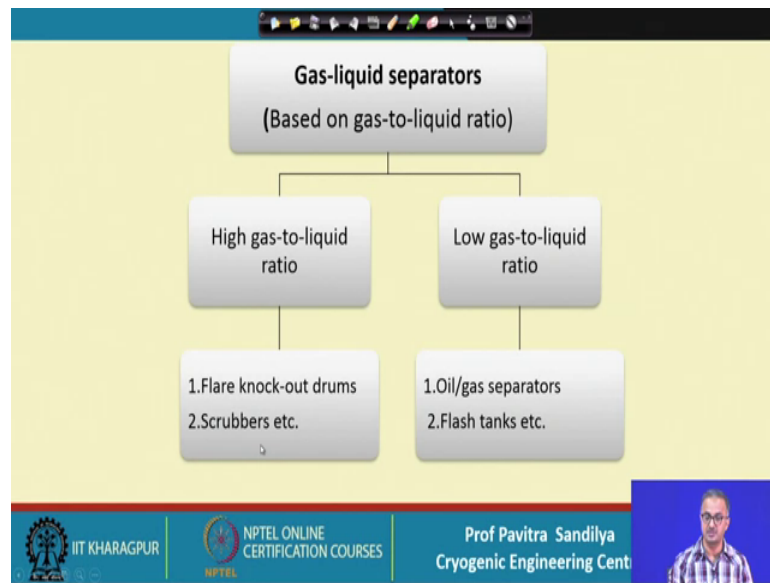 Gas-liquid separators
(Based on gas-to-liquid ratio)
High gas-to-liquid
ratio
Low gas-to-liquid
ratio
1.Flare knock-out drums
2.Scrubbers etc.
1.Oil/gas separators
2.Flash tanks etc.
IIT KHARAGPUR
NPTEL
NPTEL ONLINE
CERTIFICATION COURSES
Prof Pavitra Sandilya
Cryogenic Engineering Cent